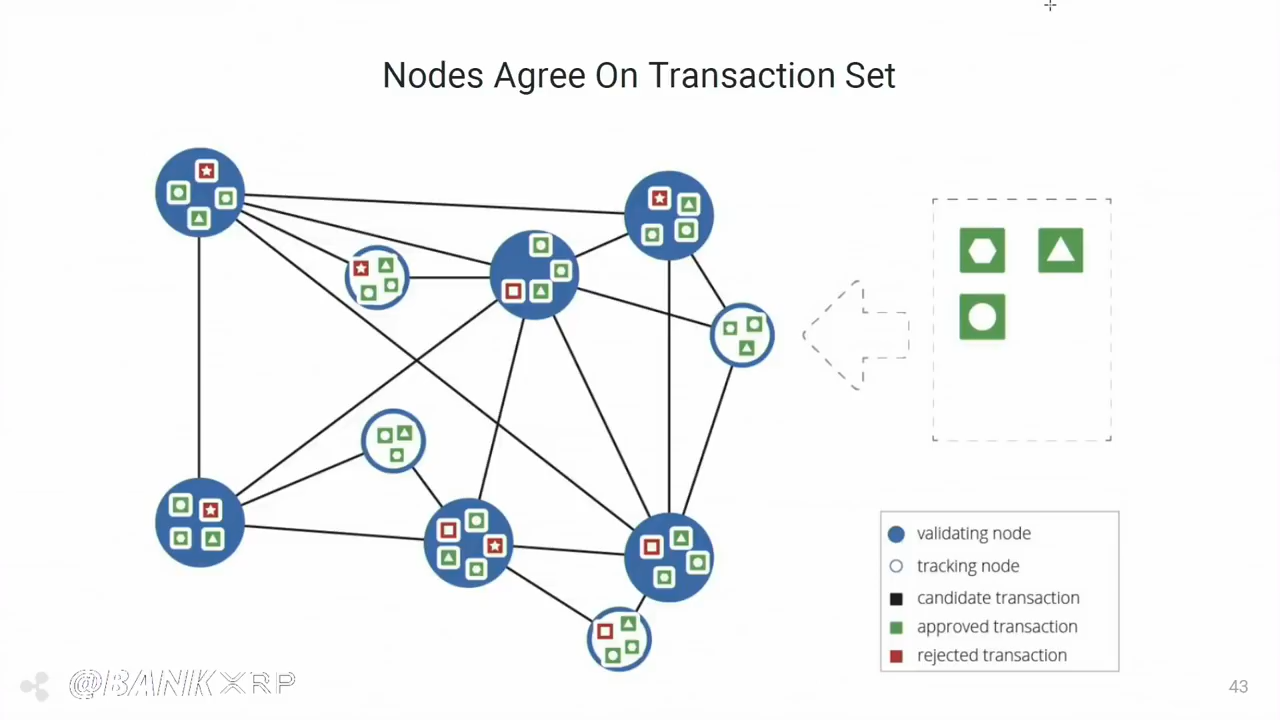 Nodes Agree On Transaction Set
validating node
tracking node
candidate transaction
approved transaction
rejected transaction
@BANKXRP
43